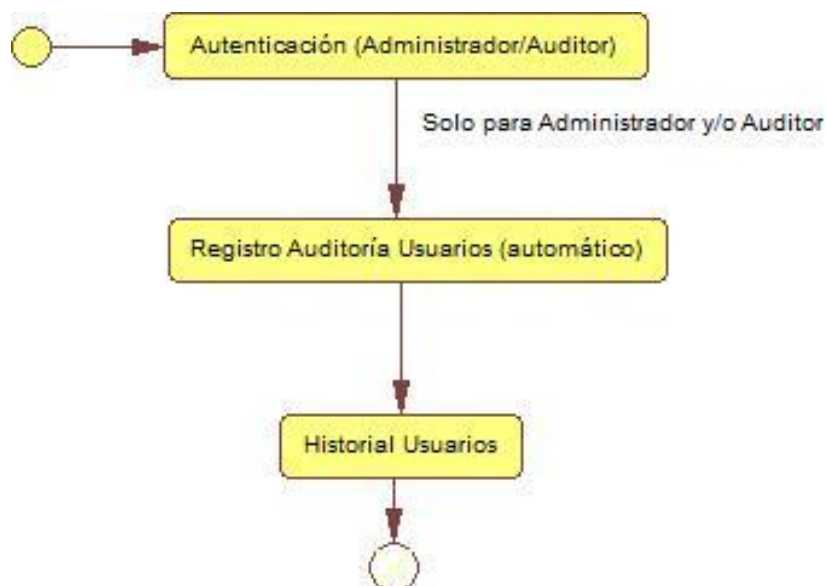 Autenticación (Administrador/Auditor)
Solo para Administrador y/o Auditor
Registro Auditoría Usuarios (automático)
Historial Usuarios